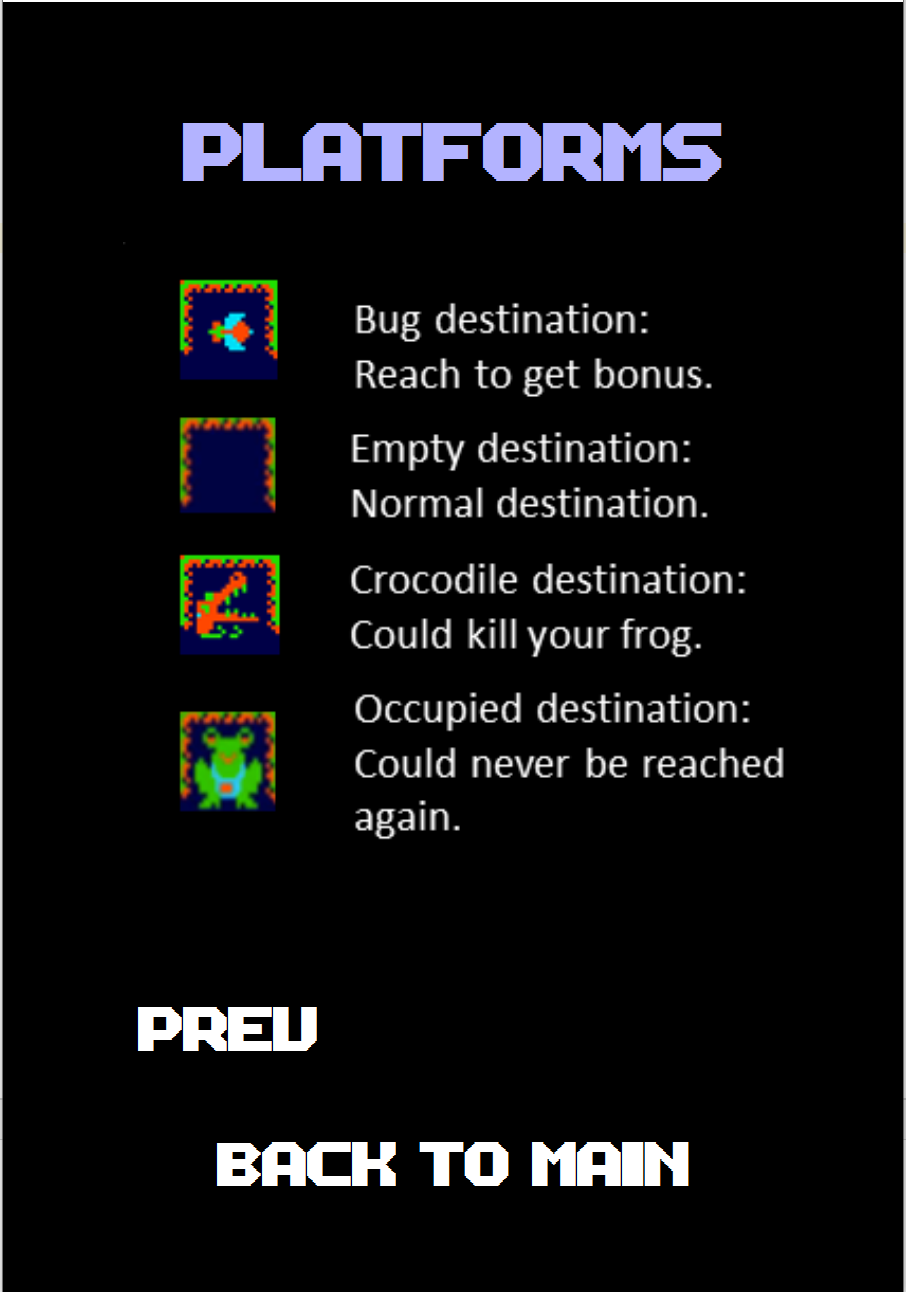 PLATFORMS
Bug destination:
Reach to get bonus.
Empty destination:
Normal destination.
Crocodile destination:
Could kill your frog.
Occupied destination:
Could never be reached
again.
PREV
BACK TO MAIN